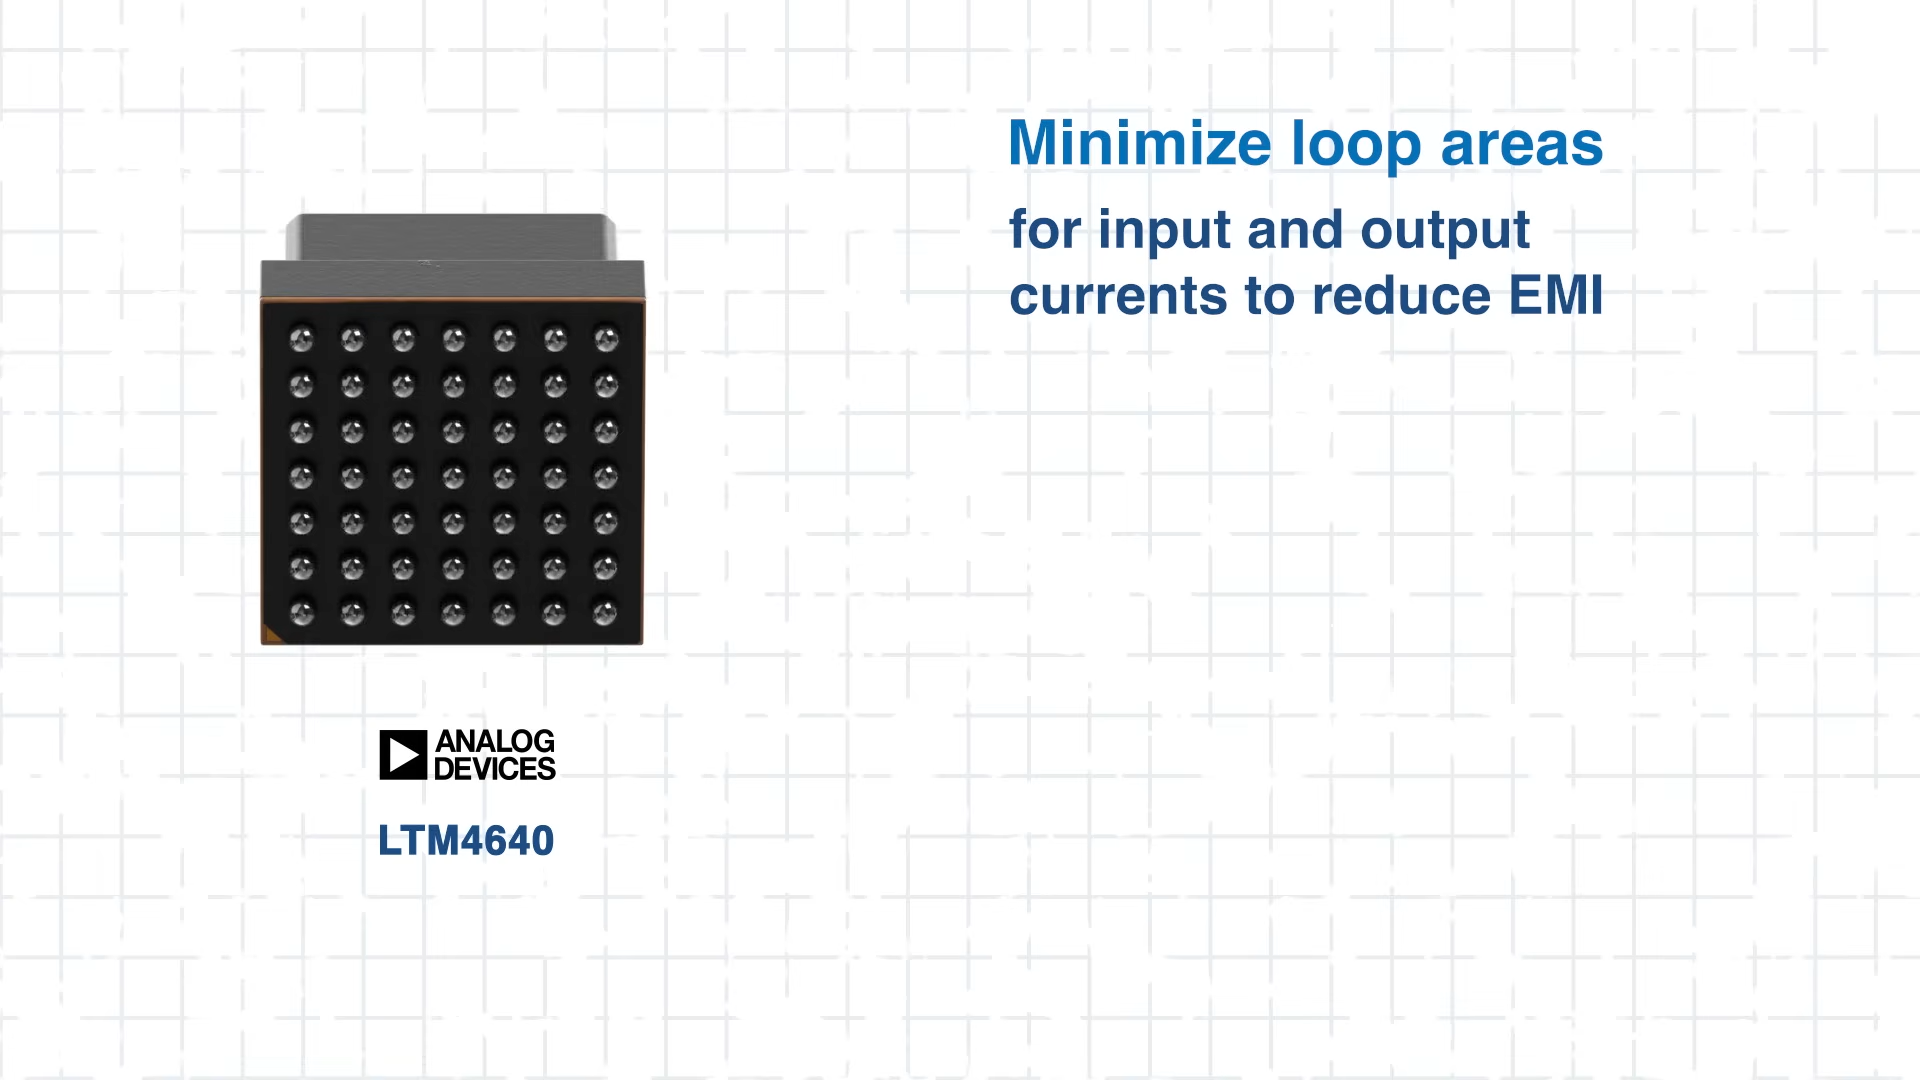 Minimize loop areas
for input and output
currents to reduce EMI
ANALOG
DEVICES
LTM4640